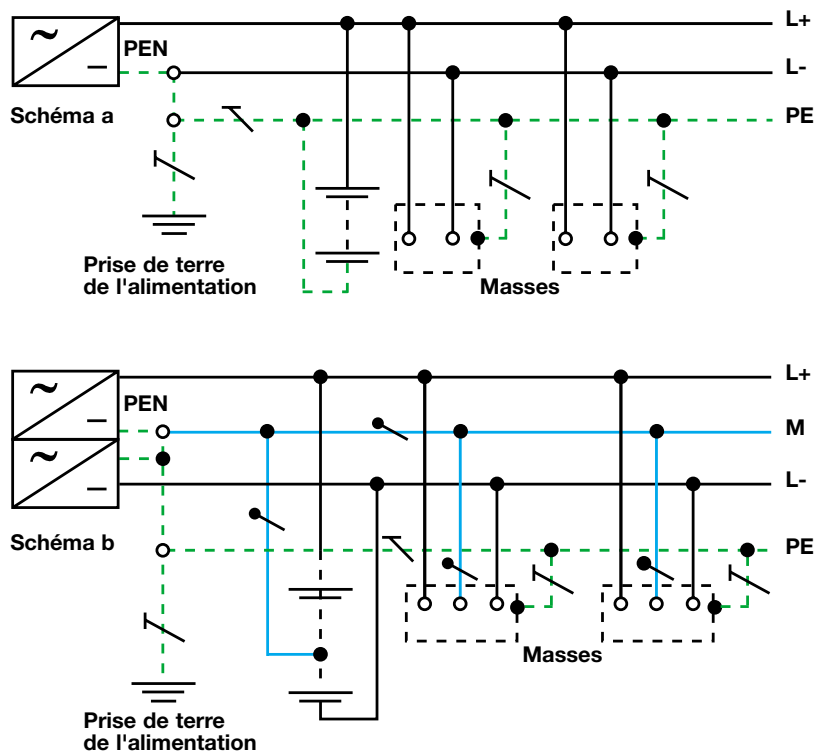 L+
PEN
L-
Schéma a
PE
Prise de terre
de l'alimentation
Masses
L+
PEN
M
L-
Schéma b
PE
Masses
Prise de terre
de l'alimentation